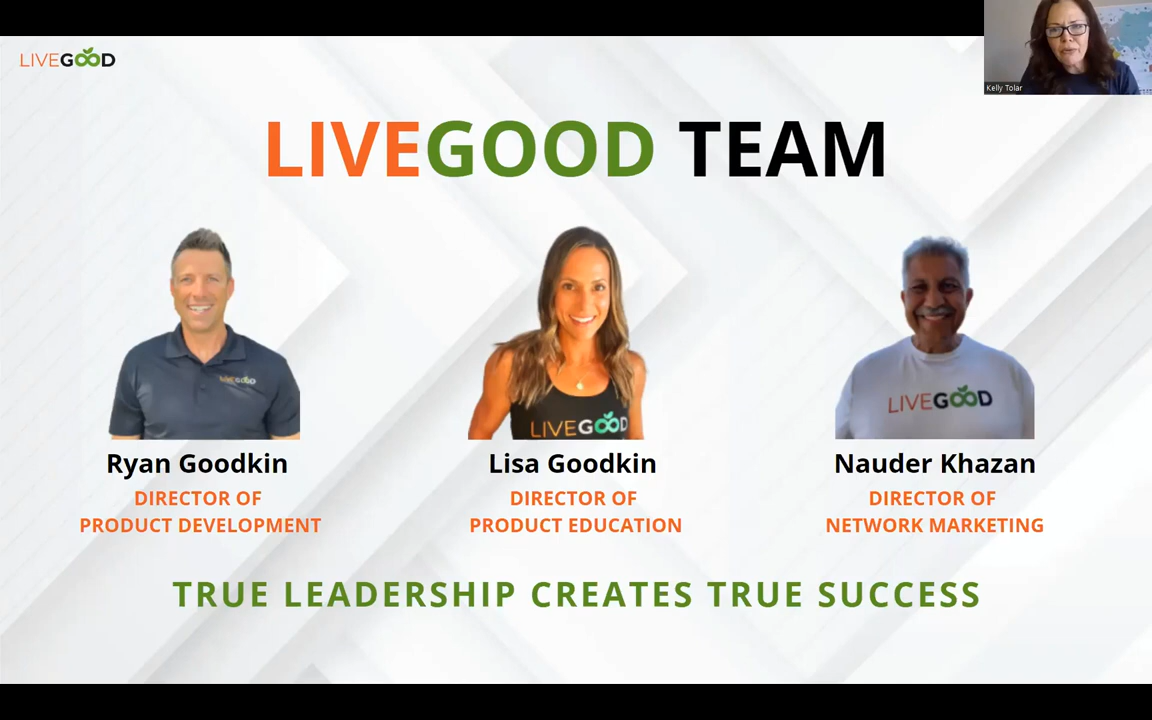 LIVEGOOD
Kelly Tolar
LIVEGOOD TEAM
LIVEGOOD
LIVEGOOD
LIVEGOOD
Ryan Goodkin
Lisa Goodkin
Nauder Khazan
DIRECTOR OF
PRODUCT DEVELOPMENT
DIRECTOR OF
PRODUCT EDUCATION
DIRECTOR OF
NETWORK MARKETING
TRUE LEADERSHIP CREATES TRUE SUCCESS